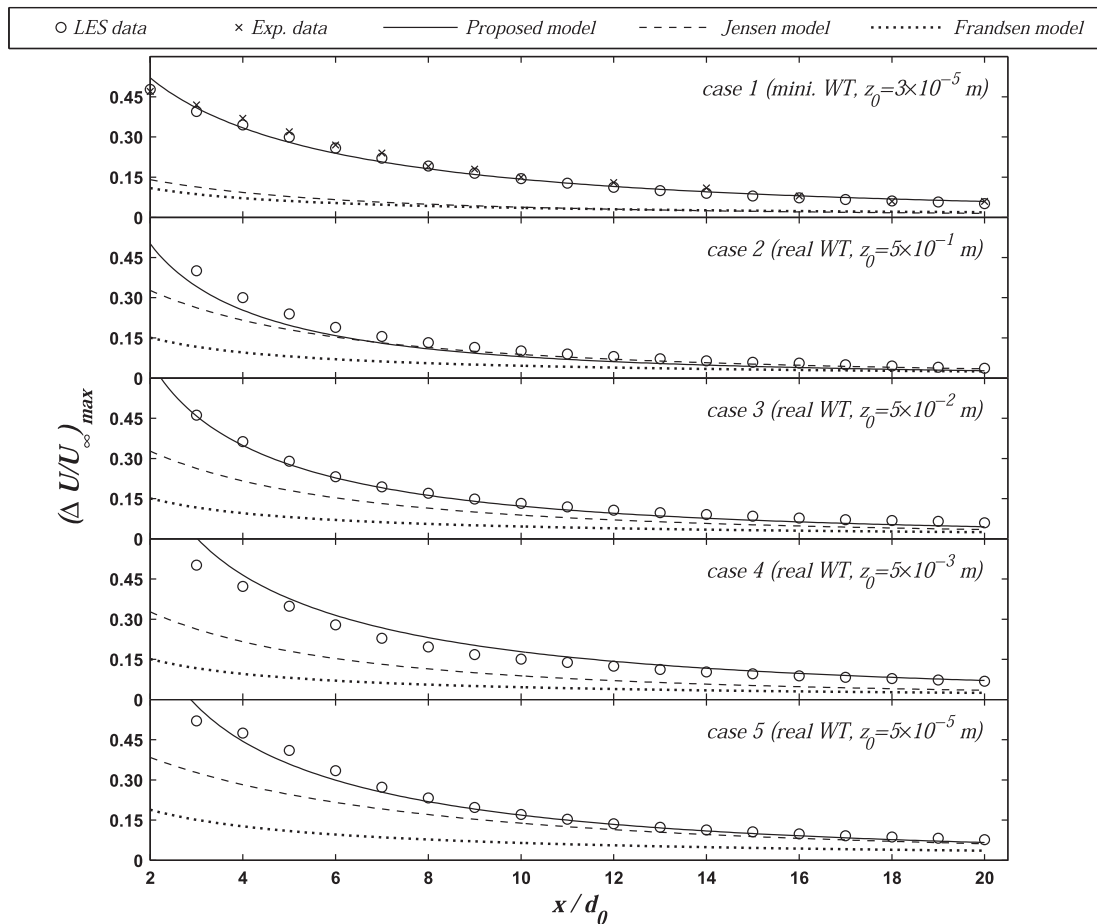 LES data Exp. data Proposed model Jensen model Frandsen model
case 1 (mini. WT, z₀=3×10⁻⁵ m)
0.45
0.30
0.15
0
case 2 (real WT, z₀=5×10⁻¹ m)
0.45
0.30
0.15
0
case 3 (real WT, z₀=5×10⁻² m)
0.45
0.30
0.15
0
case 4 (real WT, z₀=5×10⁻³ m)
0.45
0.30
0.15
0
case 5 (real WT, z₀=5×10⁻⁵ m)
0.45
0.30
0.15
0
(Δ U/U∞)max
2 4 6 8 10 12 14 16 18 20
x / d₀